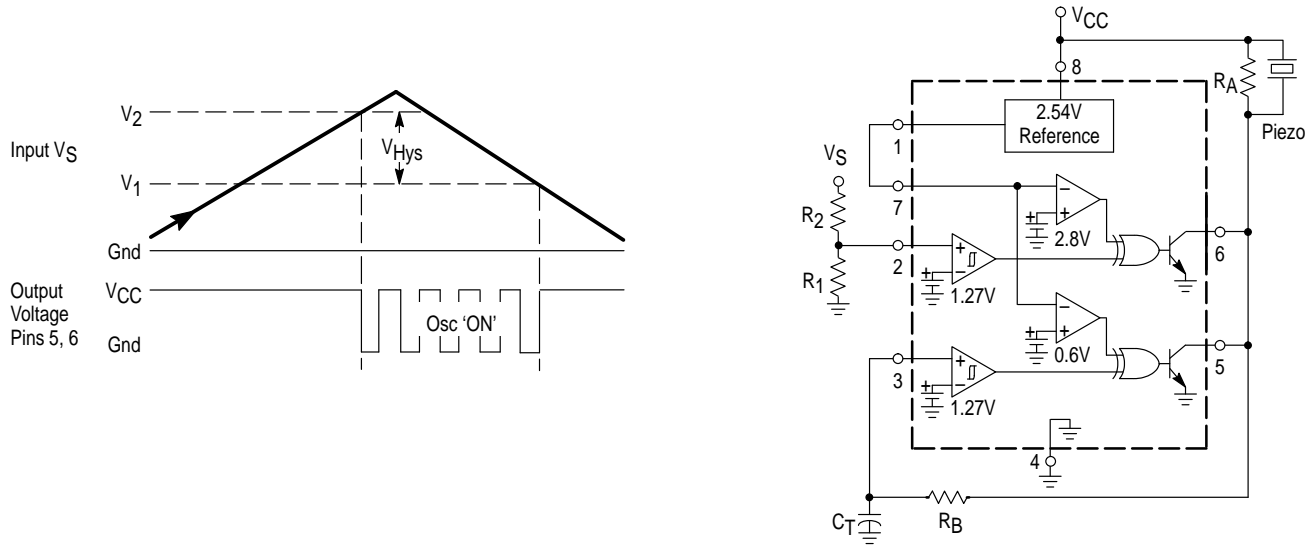 Input VS
V2
VHys
V1
Gnd
Output
Voltage
Pins 5, 6
VCC
Osc 'ON'
Gnd
VCC
8
RA
Piezo
2.54V
Reference
1
VS
7
R2
2.8V
6
2
1.27V
R1
0.6V
5
3
1.27V
4
CT
RB